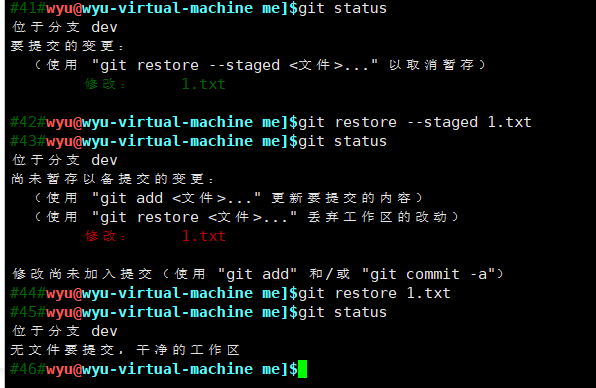 #41#wyu@wyu-virtual-machine me]$git status
位于分支 dev
要提交的变更：
  （使用 "git restore --staged <文件>..." 以取消暂存）
        修改：     1.txt

#42#wyu@wyu-virtual-machine me]$git restore --staged 1.txt
#43#wyu@wyu-virtual-machine me]$git status
位于分支 dev
尚未暂存以备提交的变更：
  （使用 "git add <文件>..." 更新要提交的内容）
  （使用 "git restore <文件>..." 丢弃工作区的改动）
        修改：     1.txt

修改尚未加入提交（使用 "git add" 和/或 "git commit -a"）
#44#wyu@wyu-virtual-machine me]$git restore 1.txt
#45#wyu@wyu-virtual-machine me]$git status
位于分支 dev
无文件要提交，干净的工作区
#46#wyu@wyu-virtual-machine me]$